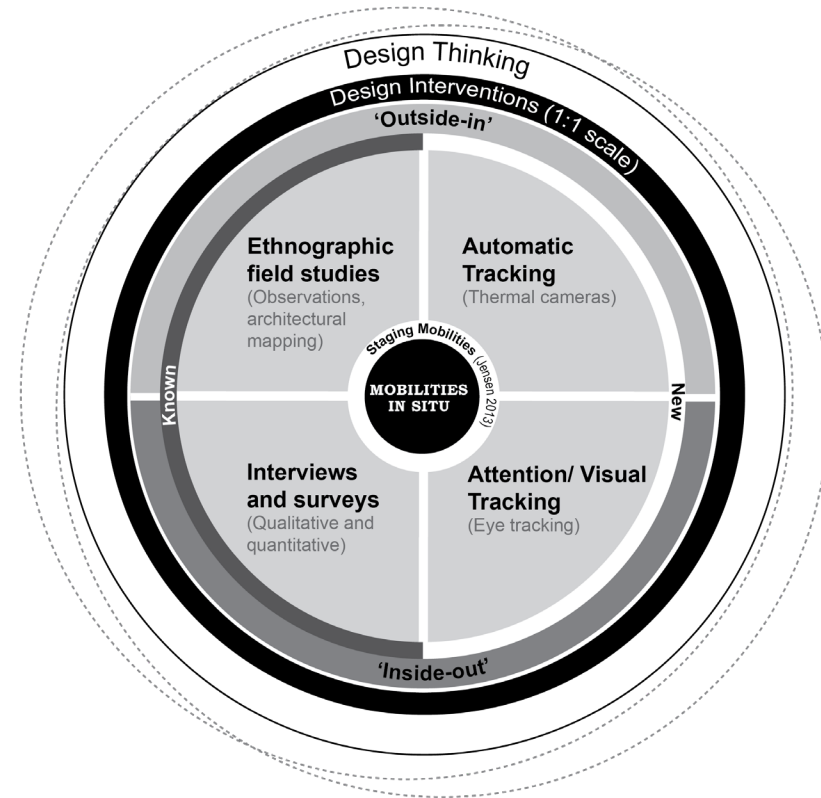 Design Thinking
Design Interventions (1:1 scale)
‘Outside-in’
Ethnographic
field studies
(Observations,
architectural
mapping)
Automatic
Tracking
(Thermal cameras)
Known
Staging Mobilities (Jensen 2013)
MOBILITIES
IN SITU
New
Interviews
and surveys
(Qualitative and
quantitative)
Attention/ Visual
Tracking
(Eye tracking)
‘Inside-out’